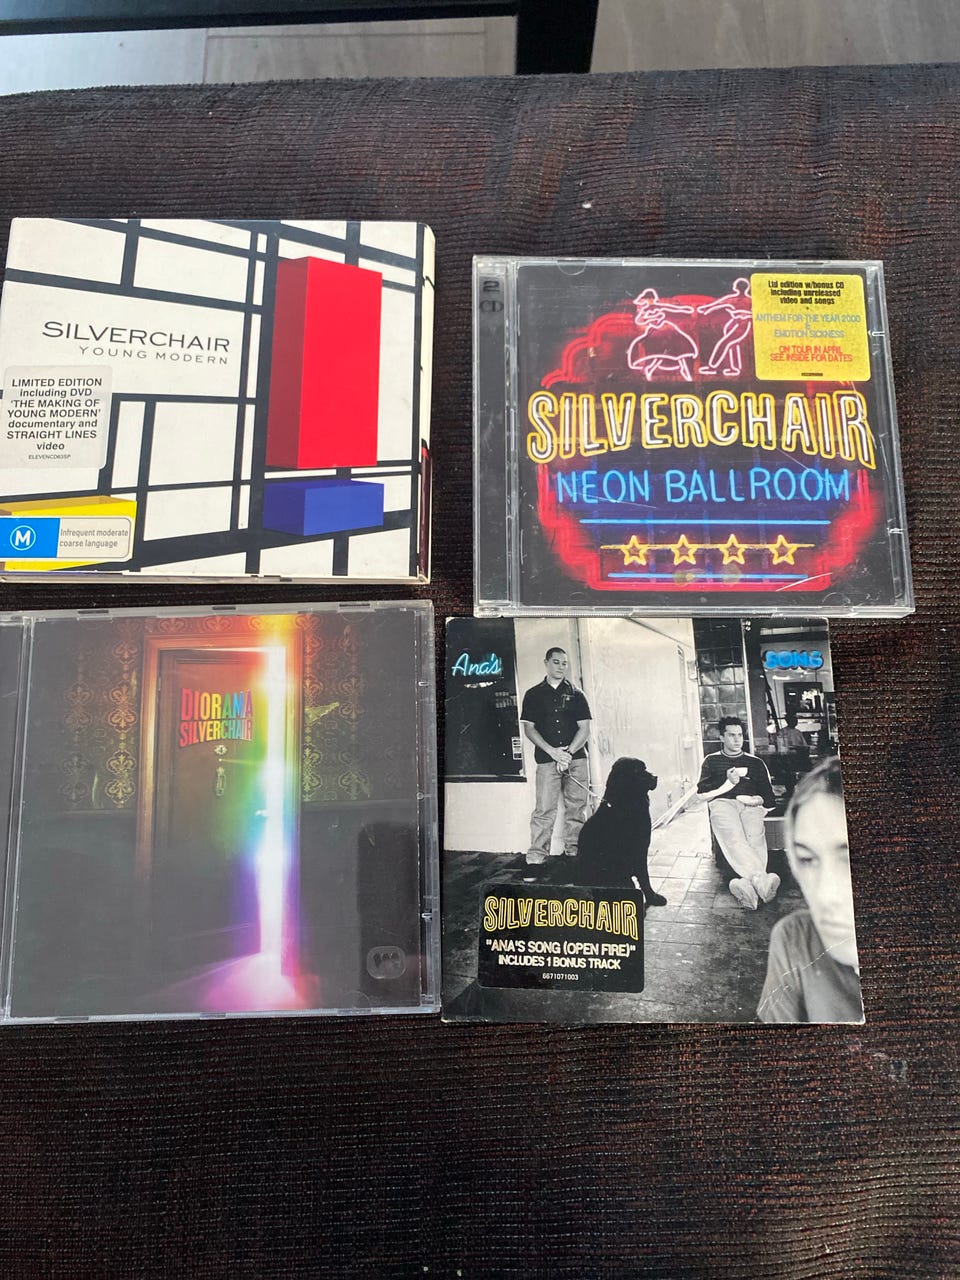 SILVERCHAIR
YOUNG MODERN
LIMITED EDITION
Including DVD
'THE MAKING OF
YOUNG MODERN'
documentary and
STRAIGHT LINES
video
ELEVENCD63SP
M
Infrequent moderate
coarse language
2
CD
Ltd edition w/bonus CD
including unreleased
video and songs
ANTHEM FOR THE YEAR 2000
&
EMOTION SICKNESS
ON TOUR IN APRIL
SEE INSIDE FOR DATES
SILVERCHAIR
NEON BALLROOM
DIORAMA
SILVERCHAIR
Ana's
SONG
SILVERCHAIR
"ANA'S SONG (OPEN FIRE)"
INCLUDES 1 BONUS TRACK
6671071003